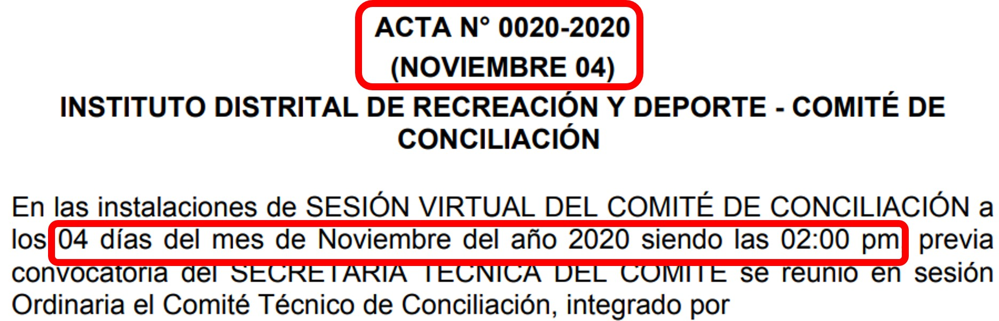 ACTA N° 0020-2020
(NOVIEMBRE 04)
INSTITUTO DISTRITAL DE RECREACIÓN Y DEPORTE - COMITÉ DE
CONCILIACIÓN
En las instalaciones de SESIÓN VIRTUAL DEL COMITÉ DE CONCILIACIÓN a
los 04 días del mes de Noviembre del año 2020 siendo las 02:00 pm previa
convocatoria del SECRETARIA TECNICA DEL COMITE se reunió en sesión
Ordinaria el Comité Técnico de Conciliación, integrado por